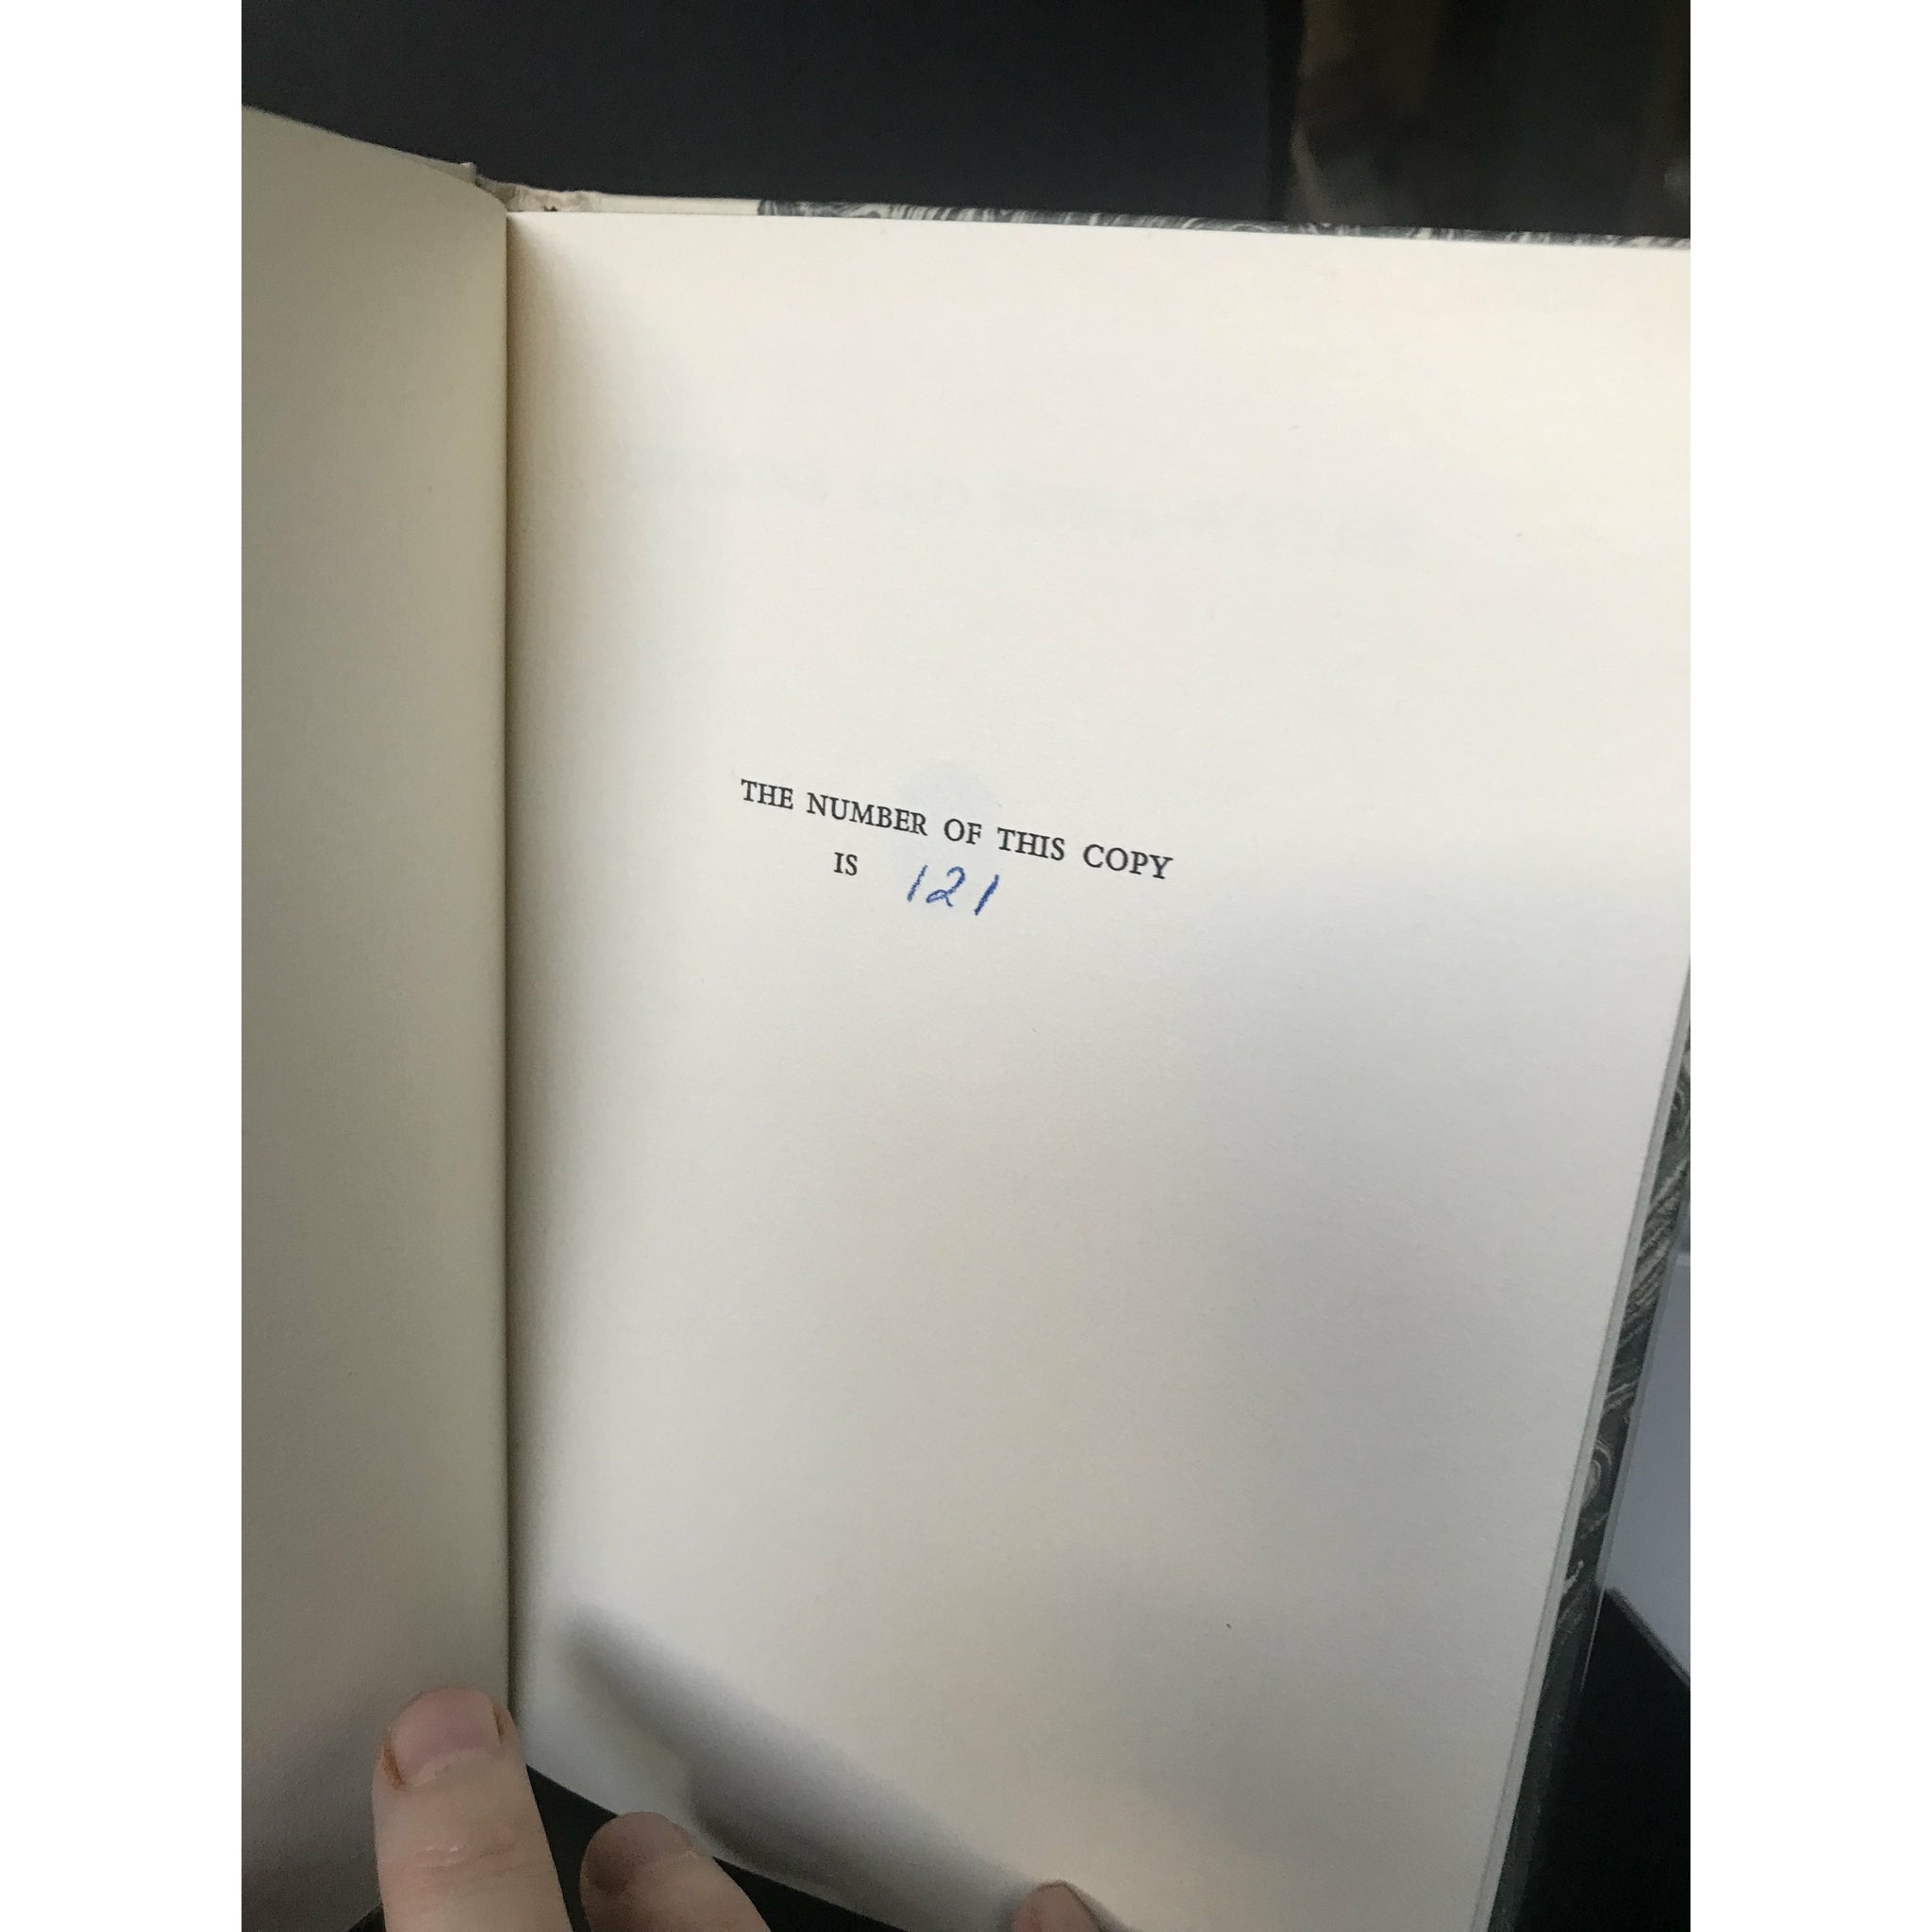 THE NUMBER OF THIS COPY
IS 121